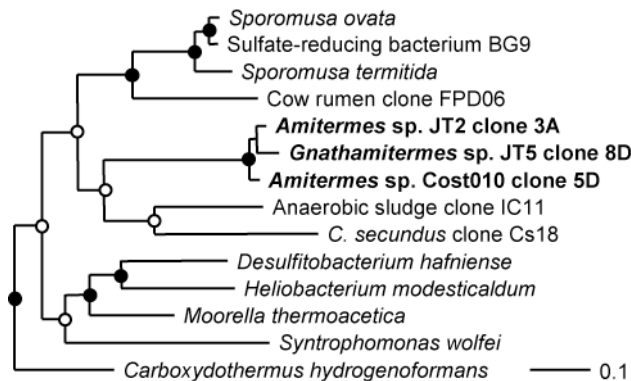 Sporomusa ovata
Sulfate-reducing bacterium BG9
Sporomusa termitida
Cow rumen clone FPD06
Amitermes sp. JT2 clone 3A
Gnathamitermes sp. JT5 clone 8D
Amitermes sp. Cost010 clone 5D
Anaerobic sludge clone IC11
C. secundus clone Cs18
Desulfitobacterium hafniense
Heliobacterium modesticaldum
Moorella thermoacetica
Syntrophomonas wolfei
Carboxydothermus hydrogenoformans 0.1